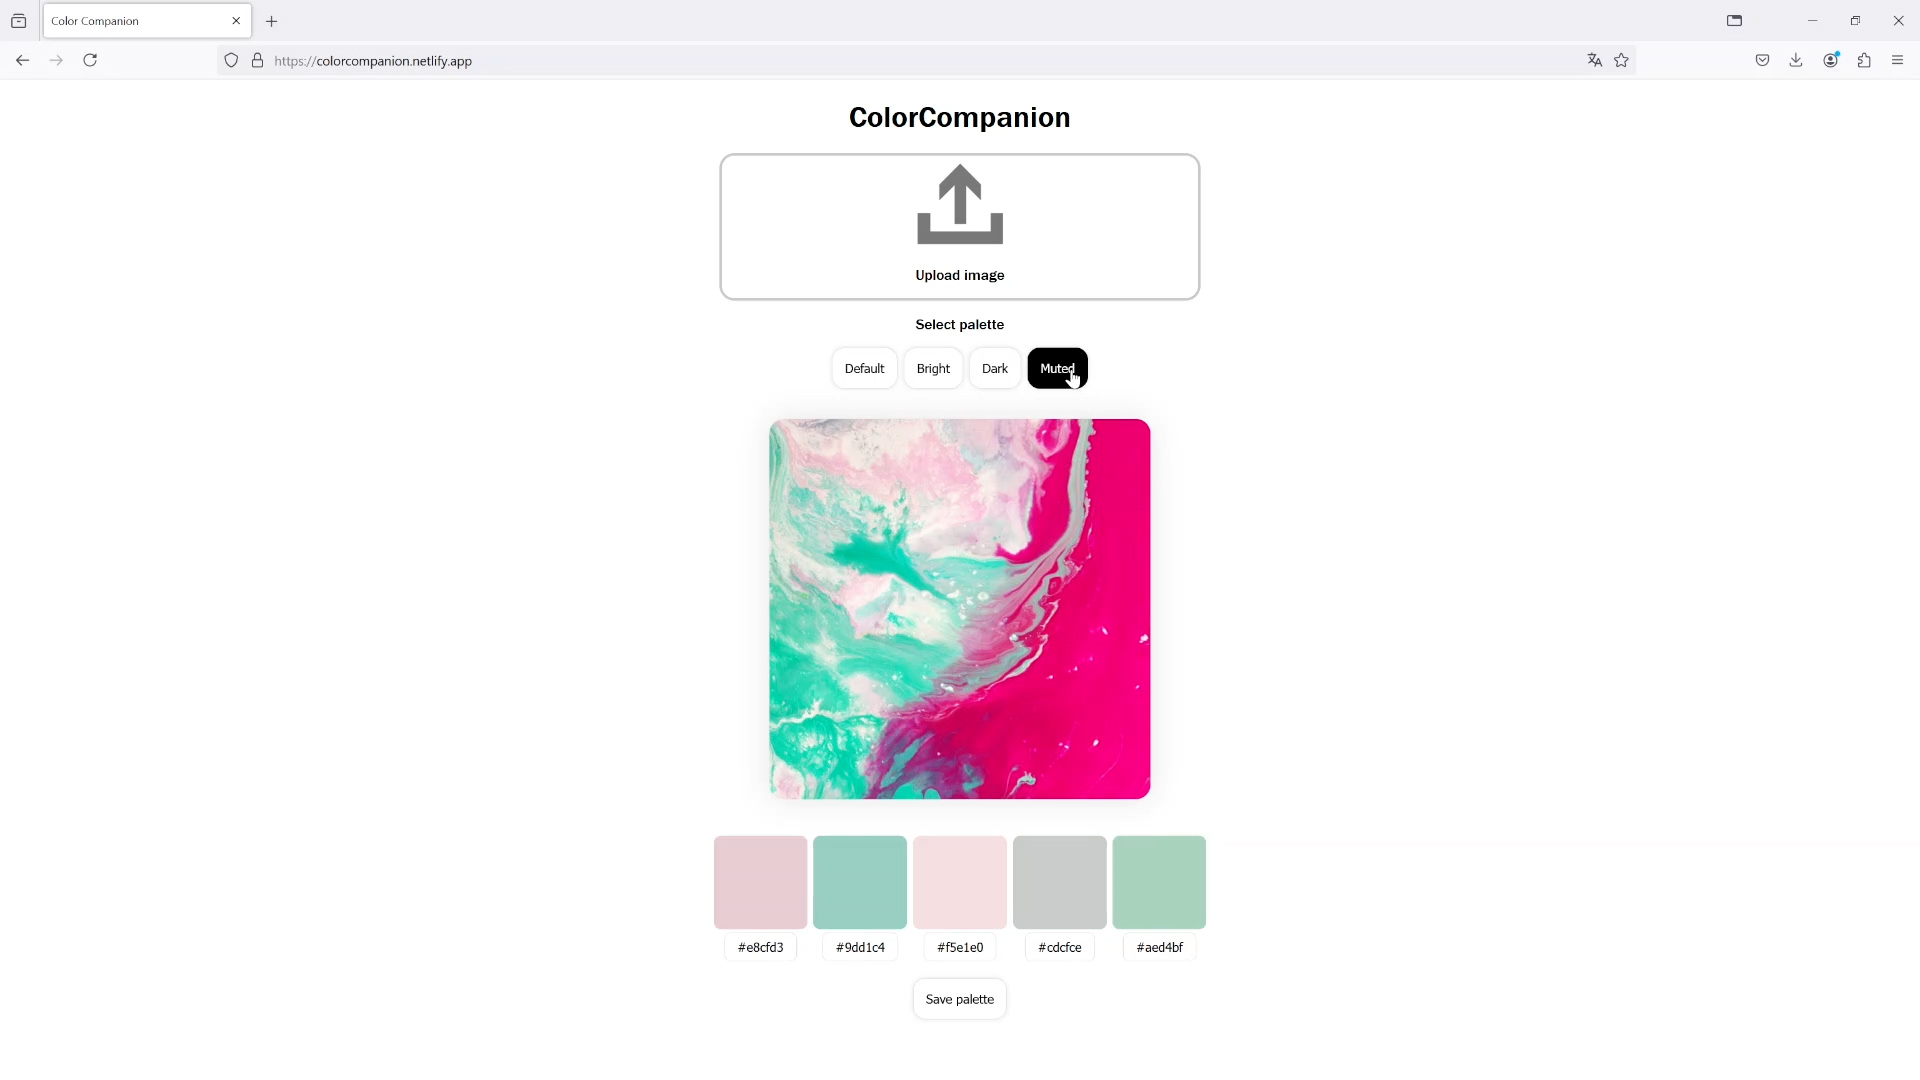 Color Companion
https://colorcompanion.netlify.app
ColorCompanion
Upload image
Select palette
Default Bright Dark Muted
#e8cfd3 #9dd1c4 #f5e1e0 #cdcfce #aed4bf
Save palette